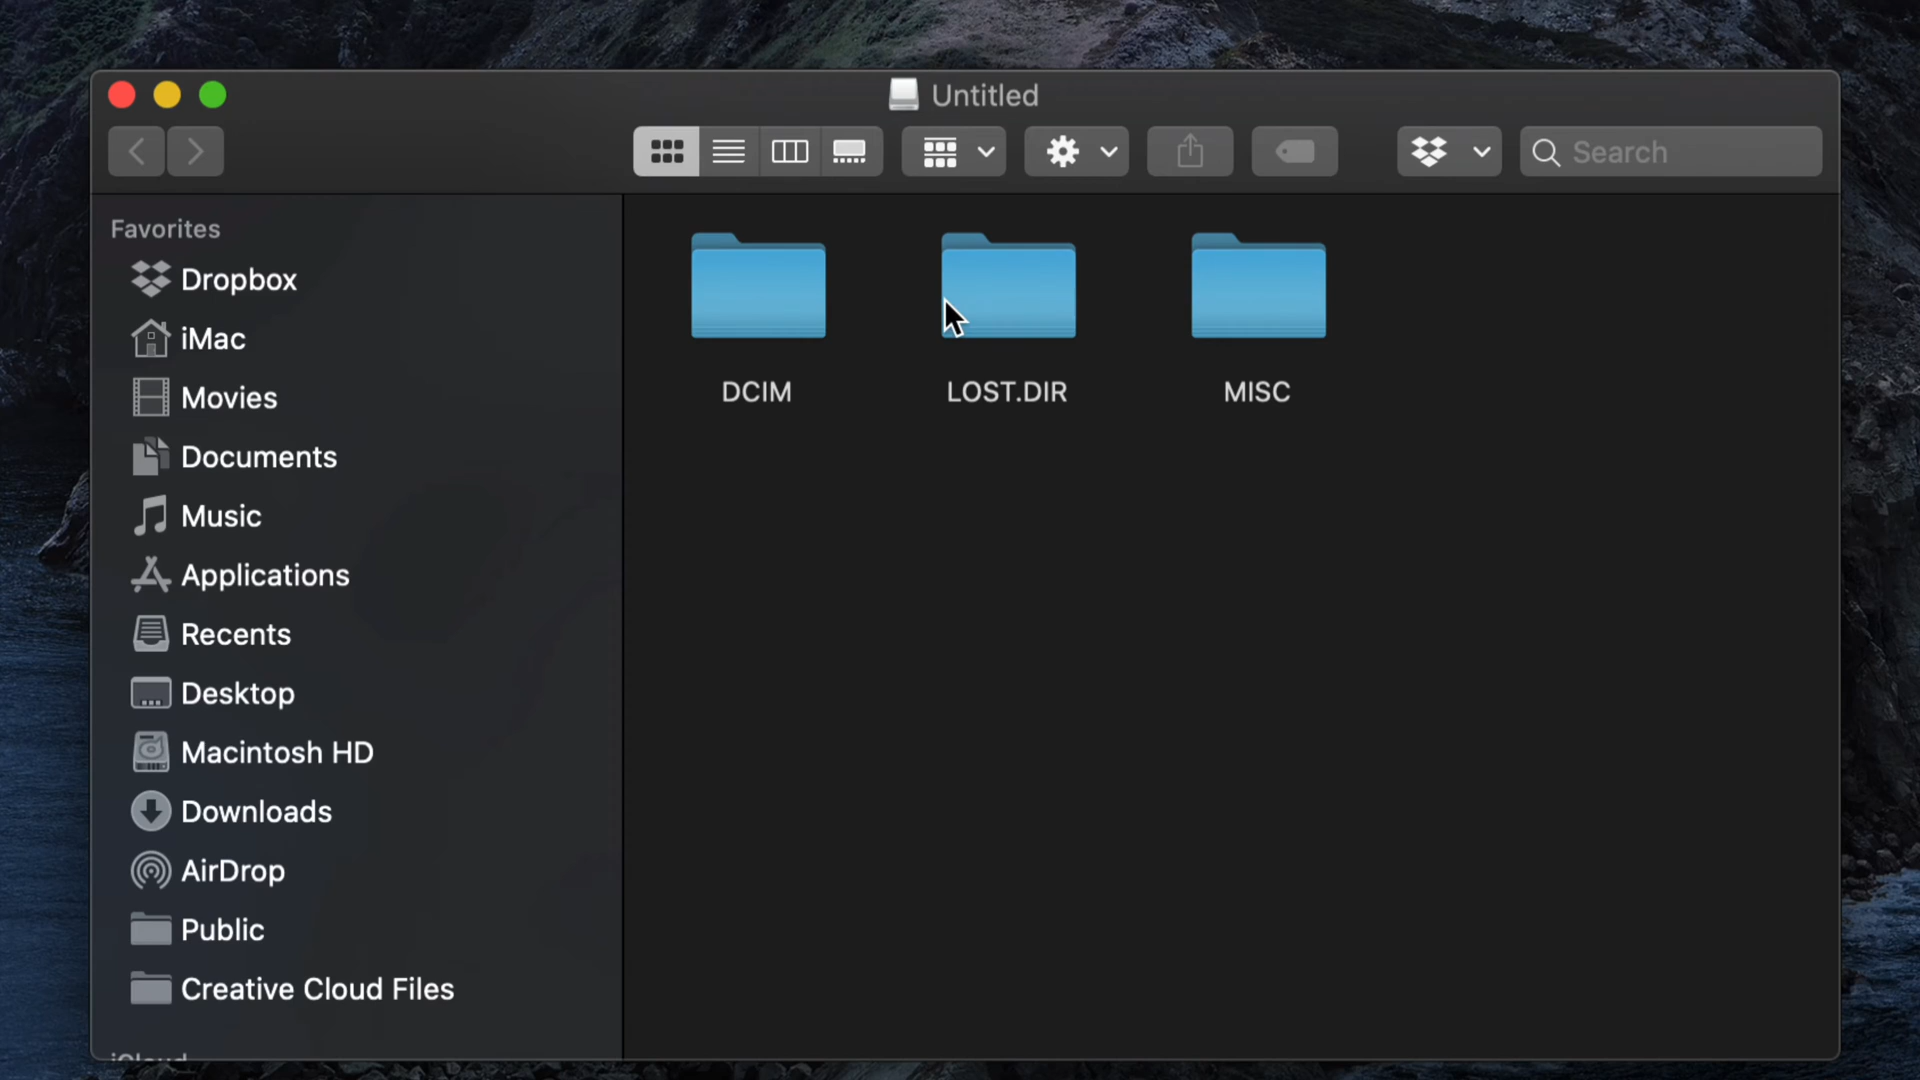 Untitled
Search
Favorites
Dropbox
iMac
Movies
Documents
Music
Applications
Recents
Desktop
Macintosh HD
Downloads
AirDrop
Public
Creative Cloud Files
iCloud
DCIM
LOST.DIR
MISC